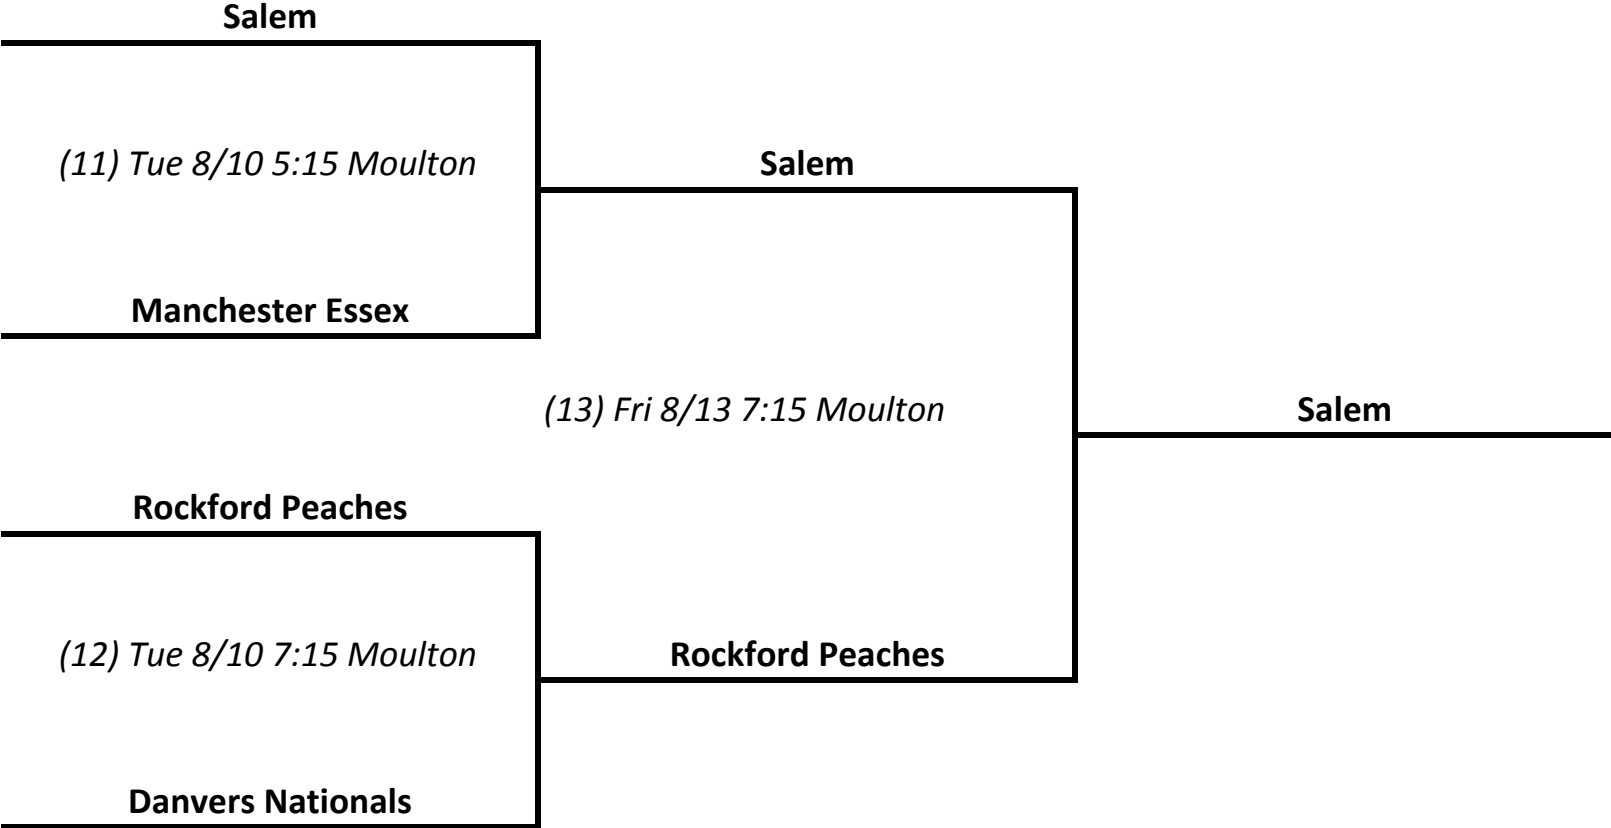 Salem
(11) Tue 8/10 5:15 Moulton
Salem
Manchester Essex
(13) Fri 8/13 7:15 Moulton
Salem
Rockford Peaches
(12) Tue 8/10 7:15 Moulton
Rockford Peaches
Danvers Nationals